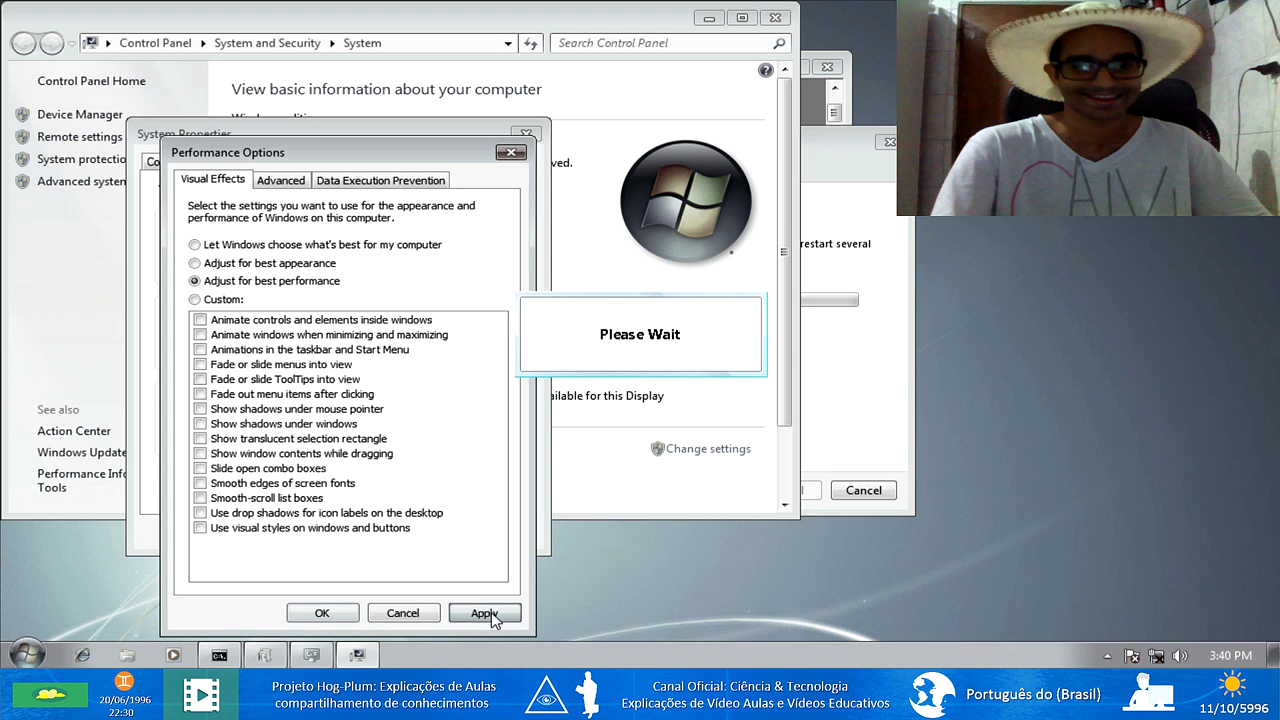 Control Panel
System and Security
System
Search Control Panel
Control Panel Home
Device Manager
Remote settings
System protectio
Advanced system
View basic information about your computer
ved.
System Properties
Co
Performance Options
Visual Effects
Advanced
Data Execution Prevention
Select the settings you want to use for the appearance and
performance of Windows on this computer.
Let Windows choose what's best for my computer
Adjust for best appearance
Adjust for best performance
Custom:
Animate controls and elements inside windows
Animate windows when minimizing and maximizing
Animations in the taskbar and Start Menu
Fade or slide menus into view
Fade or slide ToolTips into view
Fade out menu items after clicking
Show shadows under mouse pointer
Show shadows under windows
Show translucent selection rectangle
Show window contents while dragging
Slide open combo boxes
Smooth edges of screen fonts
Smooth-scroll list boxes
Use drop shadows for icon labels on the desktop
Use visual styles on windows and buttons
OK
Cancel
Apply
Please Wait
restart several
ailable for this Display
Change settings
Cancel
See also
Action Center
Windows Update
Performance Info
Tools
3:40 PM
20/06/1996
22:30
Projeto Hog-Plum: Explicações de Aulas
compartilhamento de conhecimentos
Canal Oficial: Ciência & Tecnologia
Explicações de Vídeo Aulas e Vídeos Educativos
Português do (Brasil)
11/10/5996